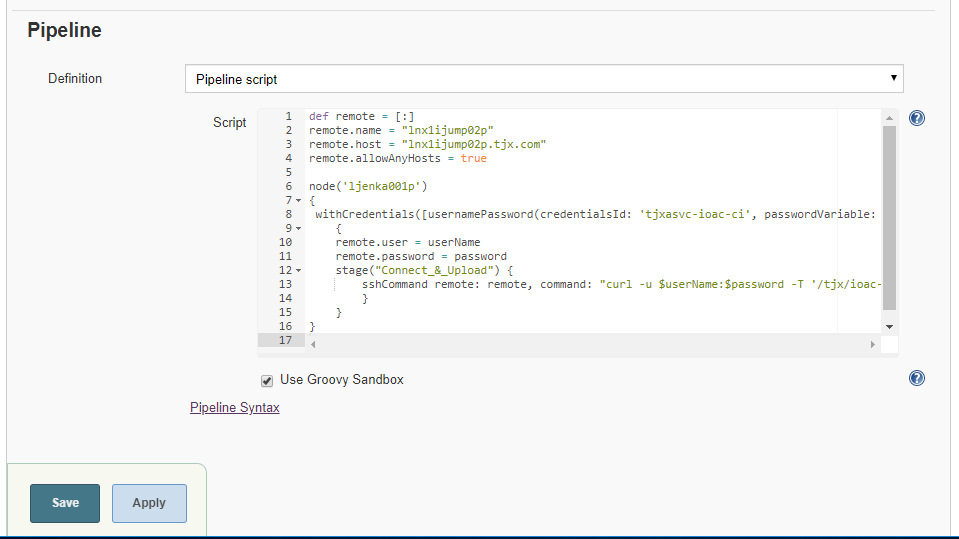 Pipeline
Definition
Pipeline script
Script
1 def remote = [:]
2 remote.name = "lnx1ijump02p"
3 remote.host = "lnx1ijump02p.tjx.com"
4 remote.allowAnyHosts = true
5
6 node('ljenka001p')
7 {
8 withCredentials([usernamePassword(credentialsId: 'tjxasvc-ioac-ci', passwordVariable:
9 {
10 remote.user = userName
11 remote.password = password
12 stage("Connect_&_Upload") {
13 sshCommand remote: remote, command: "curl -u $userName:$password -T '/tjx/ioac-
14 }
15 }
16 }
17
Use Groovy Sandbox
Pipeline Syntax
Save Apply